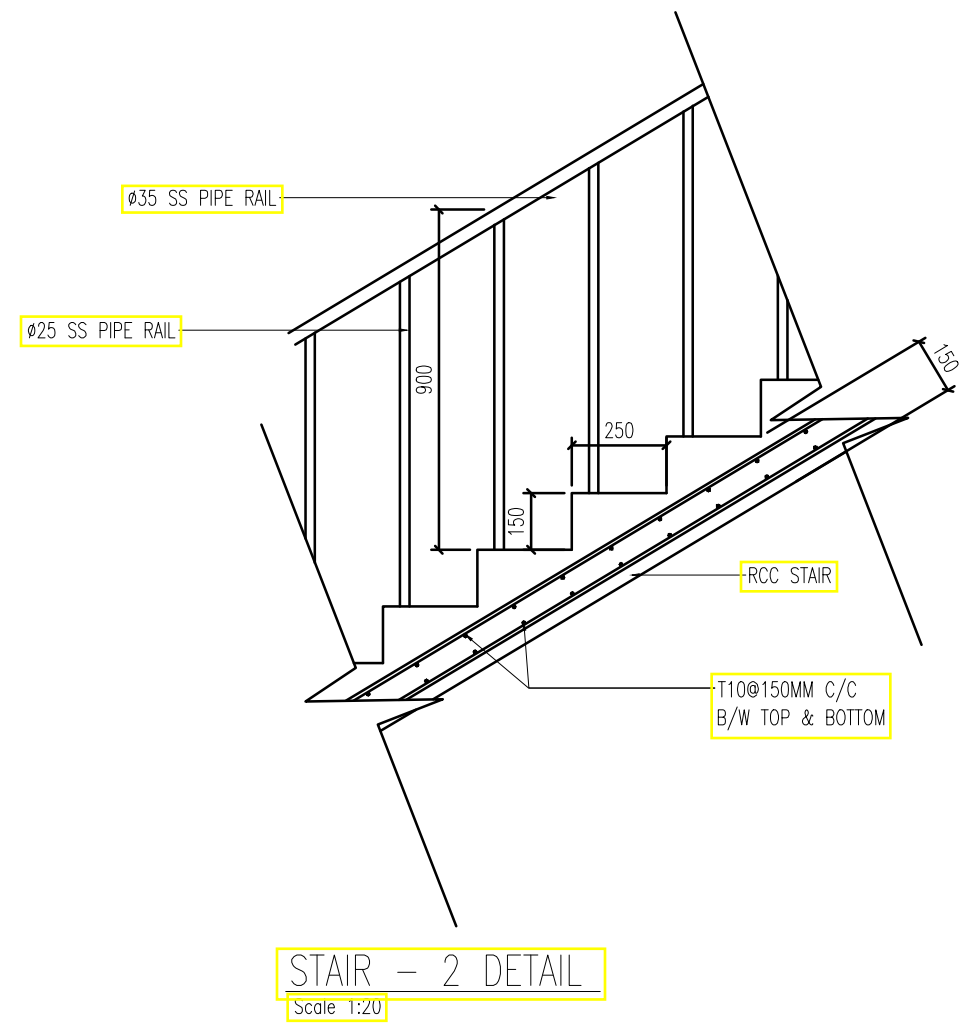 Ø35 SS PIPE RAIL
Ø25 SS PIPE RAIL
150
900
250
150
RCC STAIR
T10@150MM C/C
B/W TOP & BOTTOM
STAIR - 2 DETAIL
Scale 1:20